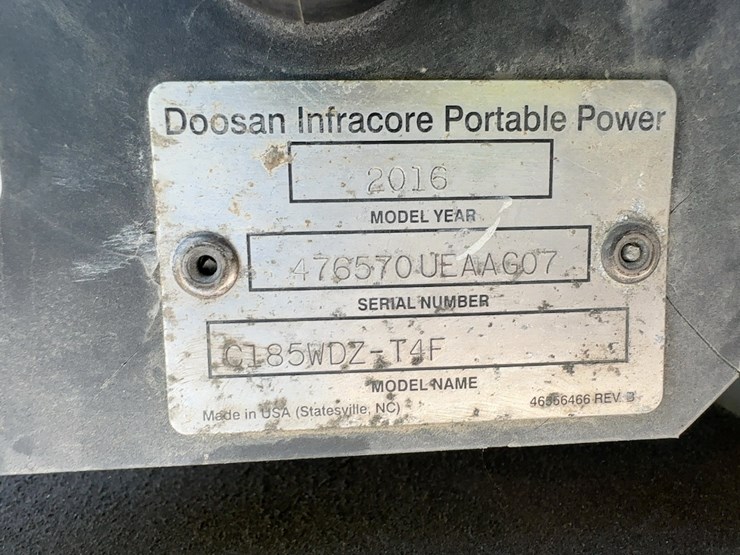 Doosan Infracore Portable Power
2016
MODEL YEAR
476570UEAAG07
SERIAL NUMBER
C185WDZ-T4F
MODEL NAME
Made in USA (Statesville, NC)
46566466 REV B